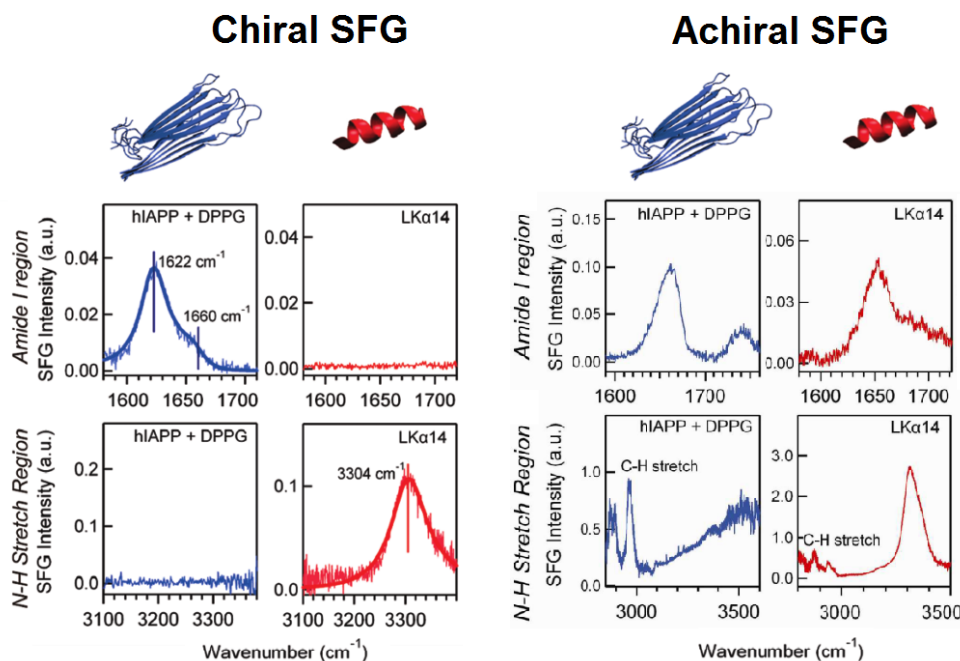 Chiral SFG
Achiral SFG
Amide I region
SFG Intensity (a.u.)
hIAPP + DPPG
1622 cm⁻¹
1660 cm⁻¹
0.04
0.02
0.00
1600 1650 1700
LKα14
0.04
0.02
0.00
1600 1650 1700
Amide I region
SFG Intensity (a.u.)
hIAPP + DPPG
0.15
0.10
0.05
0.00
1600 1700
LKα14
0.06
0.03
0.00
1600 1650 1700
N-H Stretch Region
SFG Intensity (a.u.)
hIAPP + DPPG
0.2
0.1
0.0
3100 3200 3300
LKα14
3304 cm⁻¹
0.1
0.0
3100 3200 3300
N-H Stretch Region
SFG Intensity (a.u.)
hIAPP + DPPG
C-H stretch
1.0
0.5
0.0
3000 3500
LKα14
C-H stretch
3.0
2.0
1.0
0.0
3000 3500
Wavenumber (cm⁻¹)
Wavenumber (cm⁻¹)